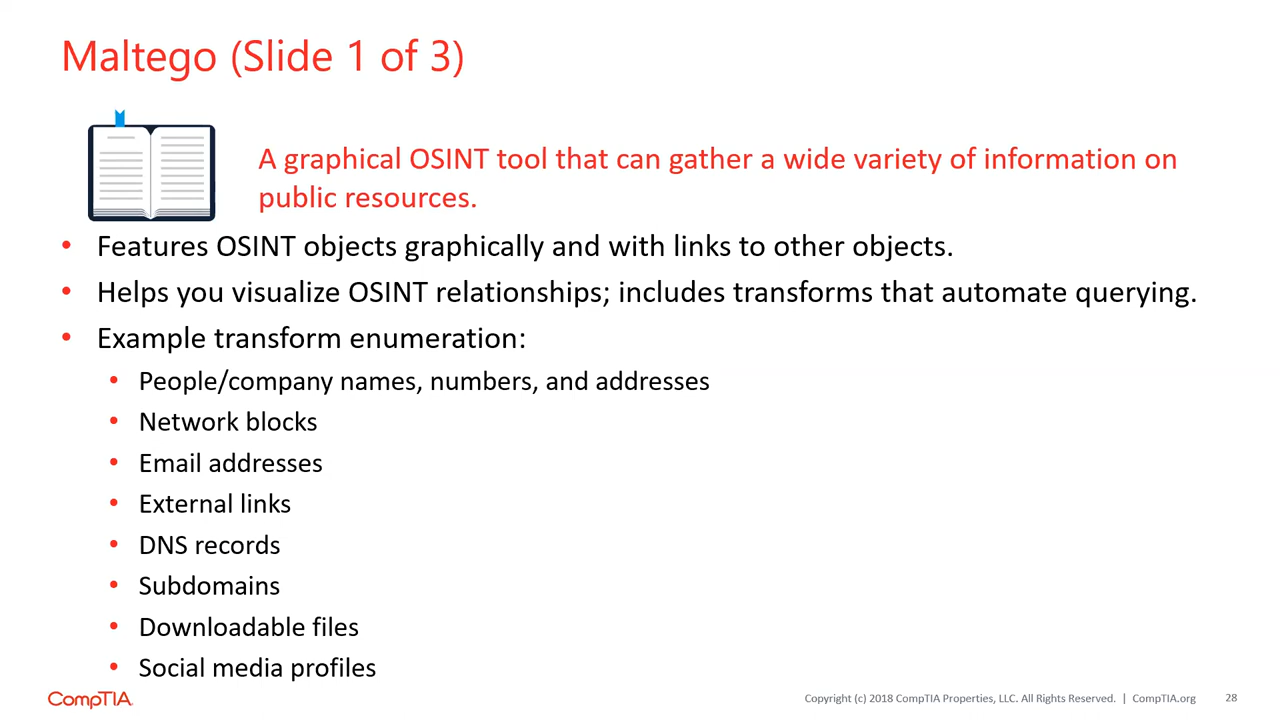 Maltego (Slide 1 of 3)
A graphical OSINT tool that can gather a wide variety of information on
public resources.
• Features OSINT objects graphically and with links to other objects.
• Helps you visualize OSINT relationships; includes transforms that automate querying.
• Example transform enumeration:
• People/company names, numbers, and addresses
• Network blocks
• Email addresses
• External links
• DNS records
• Subdomains
• Downloadable files
• Social media profiles
CompTIA.
Copyright (c) 2018 CompTIA Properties, LLC. All Rights Reserved. | CompTIA.org 28